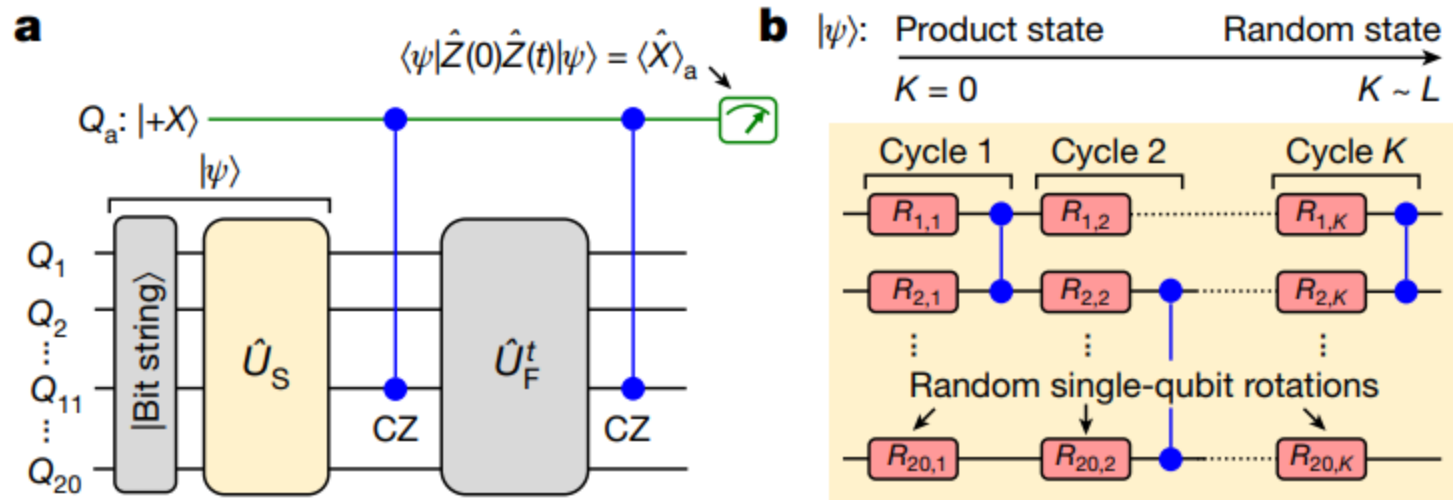 a
⟨ψ|Ẑ(0)Ẑ(t)|ψ⟩ = ⟨X̂⟩ₐ
Qₐ: |+X⟩
|ψ⟩
Q₁
Q₂
⋮
Q₁₁
⋮
Q₂₀
|Bit string⟩
Û_S
Û_F^t
CZ
CZ
b
|ψ⟩: Product state Random state
K = 0 K ~ L
Cycle 1 Cycle 2 Cycle K
R₁,₁ R₁,₂ R₁,K
R₂,₁ R₂,₂ R₂,K
⋮ ⋮ ⋮
Random single-qubit rotations
R₂₀,₁ R₂₀,₂ R₂₀,K